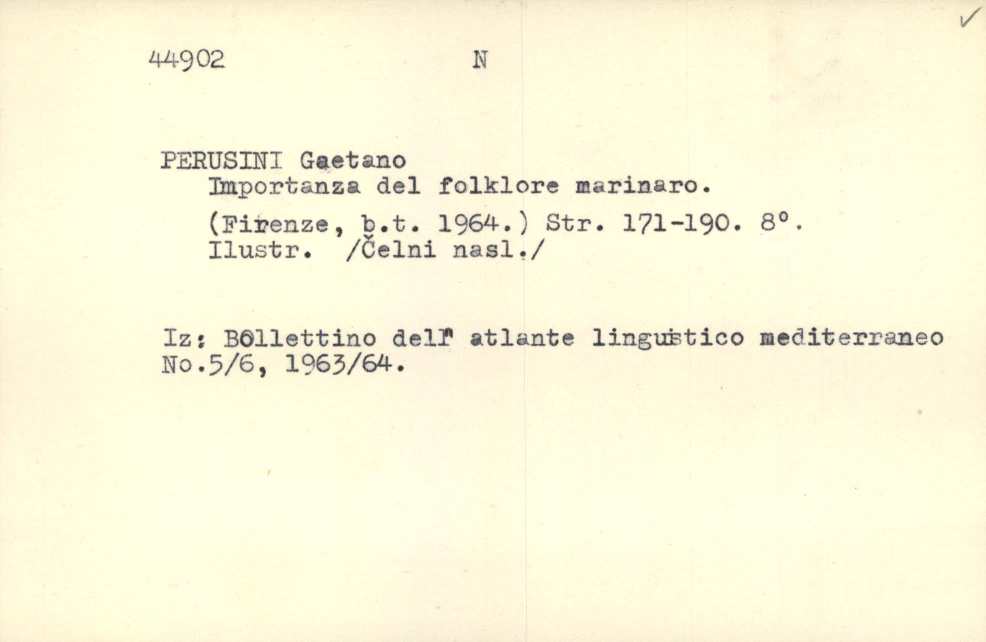 44902 N
PERUSINI Gaetano
Importanza del folklore marinaro.
(Firenze, b.t. 1964.) Str. 171-190. 8°.
Ilustr. /Čelni nasl./
Iz: Bollettino dell" atlante linguistico mediterraneo
No.5/6, 1963/64.